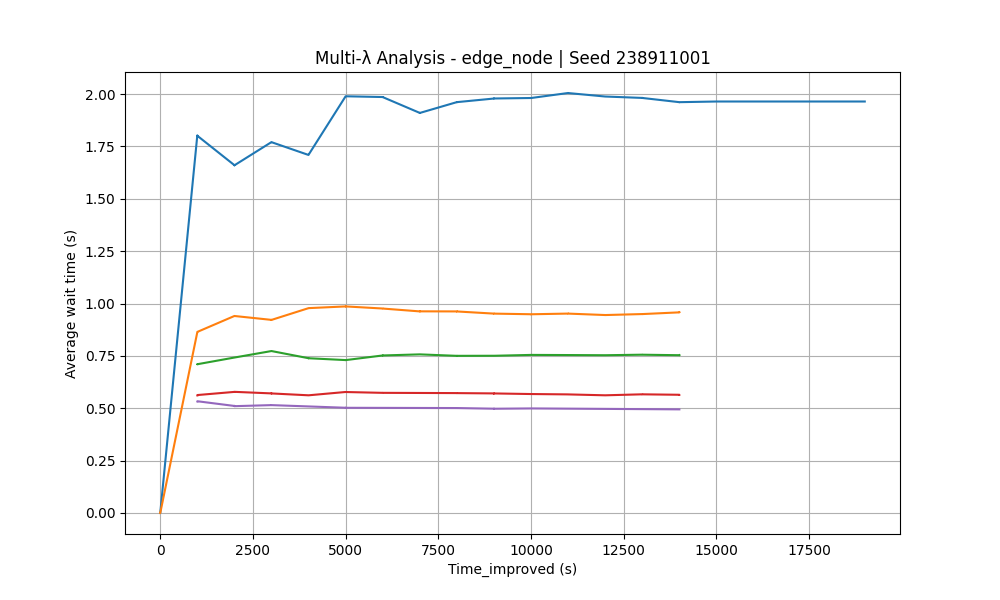 Multi-λ Analysis - edge_node | Seed 238911001
2.00
1.75
1.50
1.25
1.00
0.75
0.50
0.25
0.00
Average wait time (s)
0 2500 5000 7500 10000 12500 15000 17500
Time_improved (s)